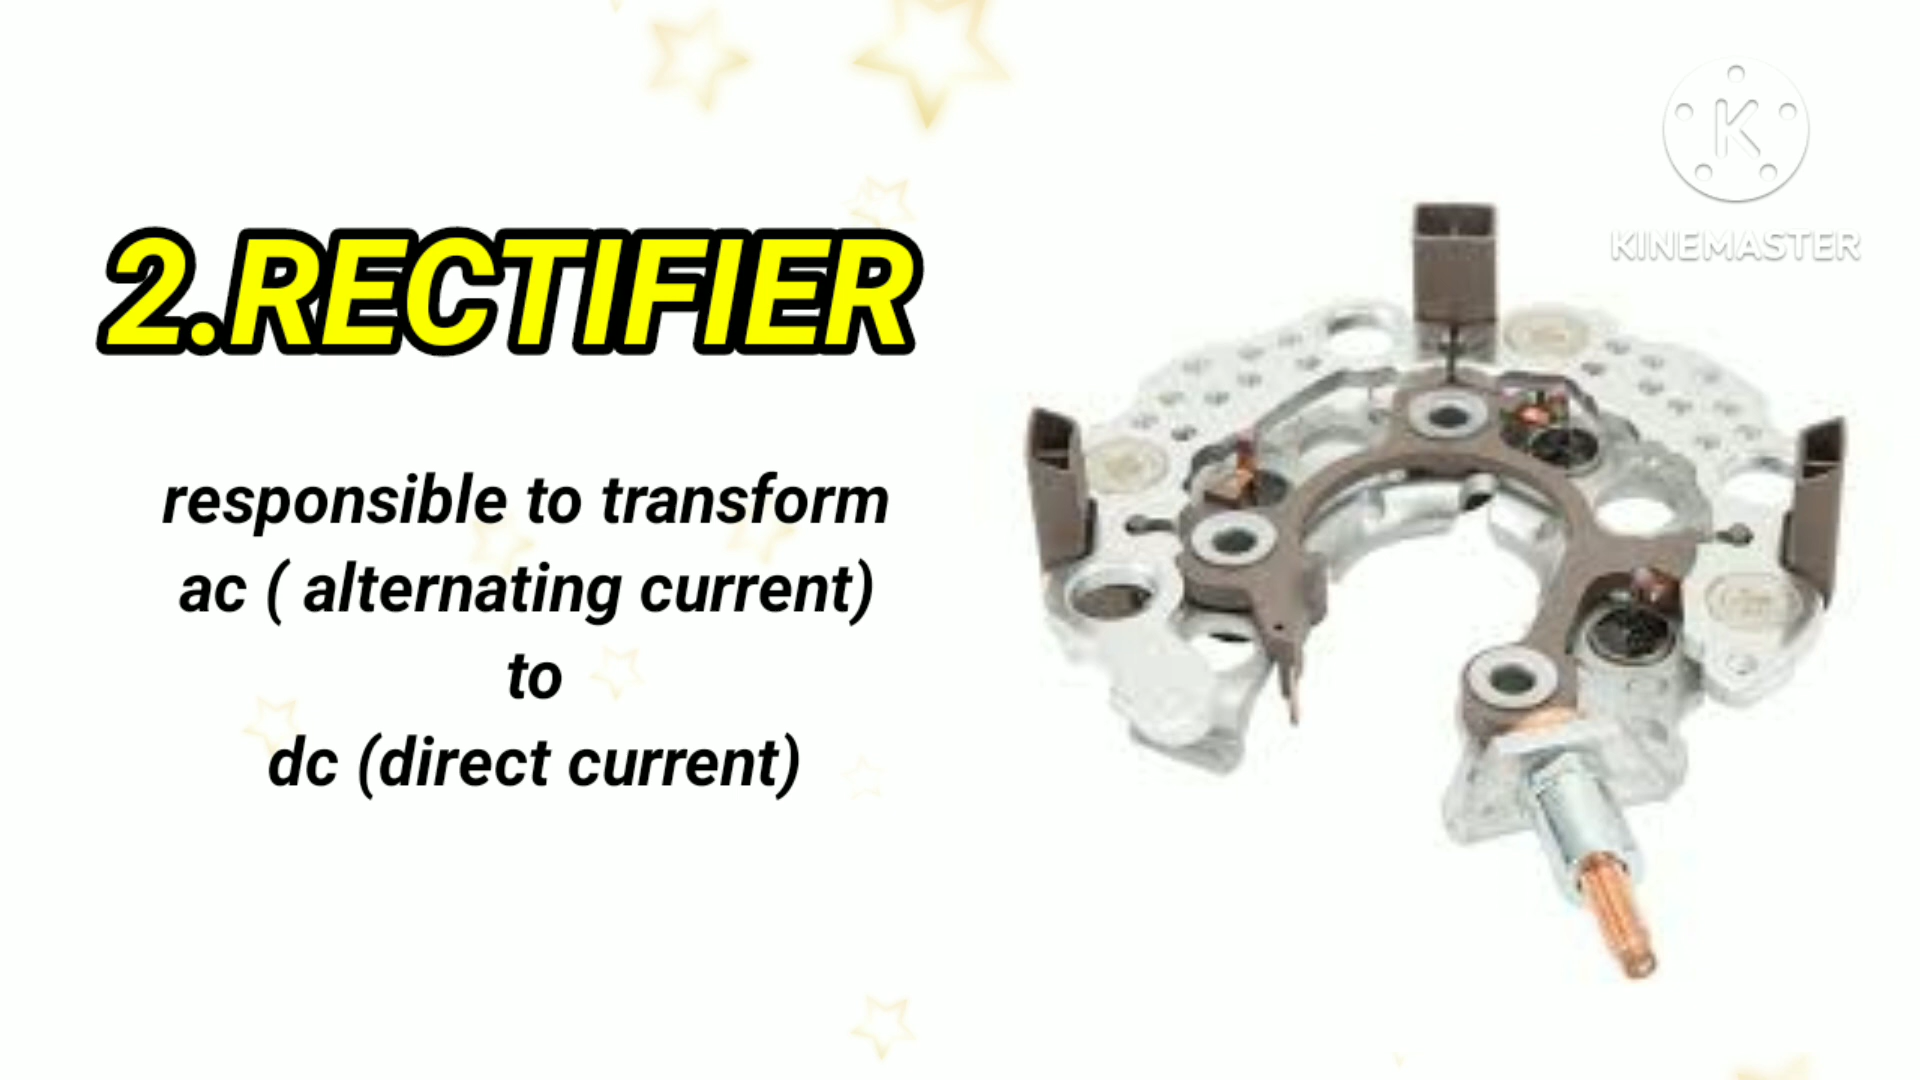 2.RECTIFIER
responsible to transform
ac ( alternating current)
to
dc (direct current)
K
KINEMASTER